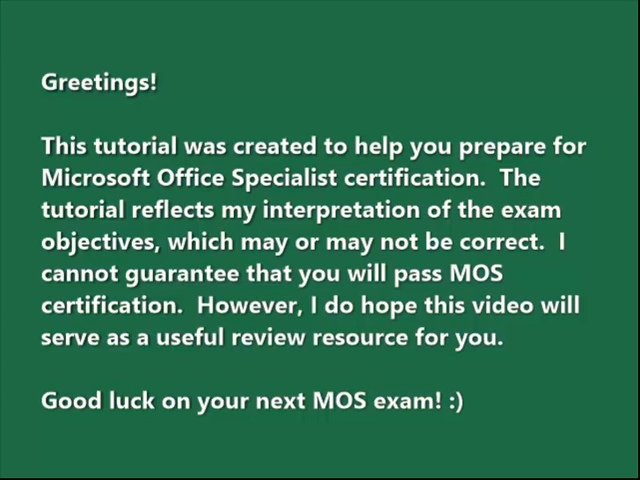 Greetings!
This tutorial was created to help you prepare for
Microsoft Office Specialist certification.  The
tutorial reflects my interpretation of the exam
objectives, which may or may not be correct.  I
cannot guarantee that you will pass MOS
certification.  However, I do hope this video will
serve as a useful review resource for you.
Good luck on your next MOS exam! :)